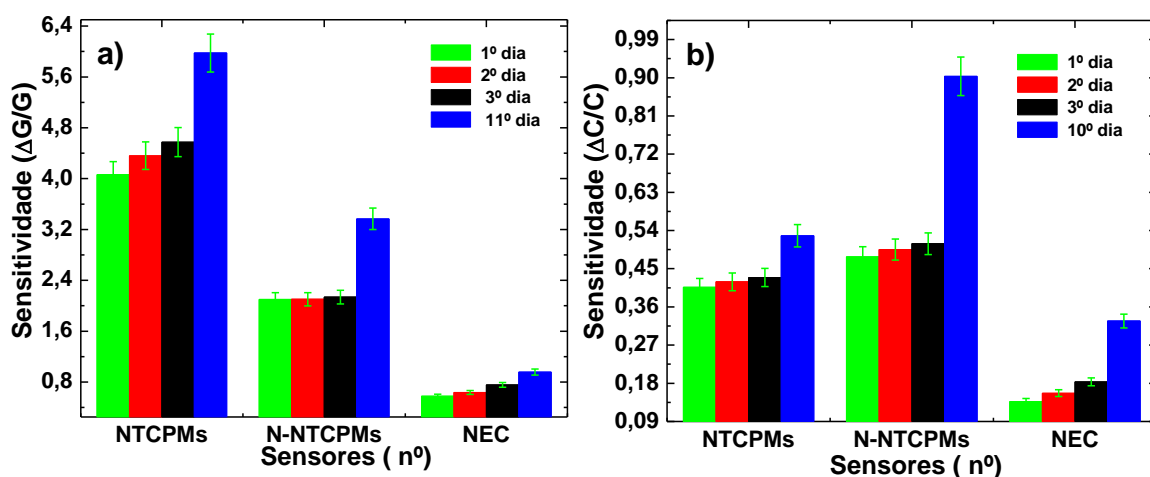 a)
Sensitividade (ΔG/G)
6,4
5,6
4,8
4,0
3,2
2,4
1,6
0,8
1º dia
2º dia
3º dia
11º dia
NTCPMs N-NTCPMs NEC
Sensores ( nº)
b)
Sensitividade (ΔC/C)
0,99
0,90
0,81
0,72
0,63
0,54
0,45
0,36
0,27
0,18
0,09
1º dia
2º dia
3º dia
10º dia
NTCPMs N-NTCPMs NEC
Sensores ( nº)